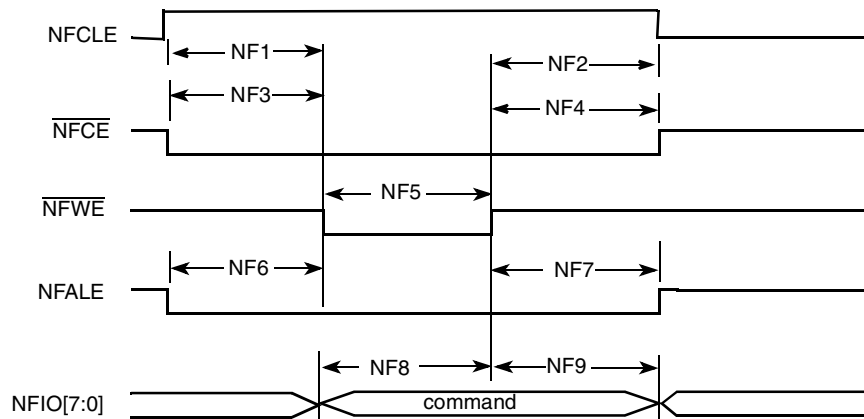 NFCLE
NF1
NF2
NF3
NF4
NFCE
NF5
NFWE
NF6
NF7
NFALE
NF8
NF9
NFIO[7:0]
command